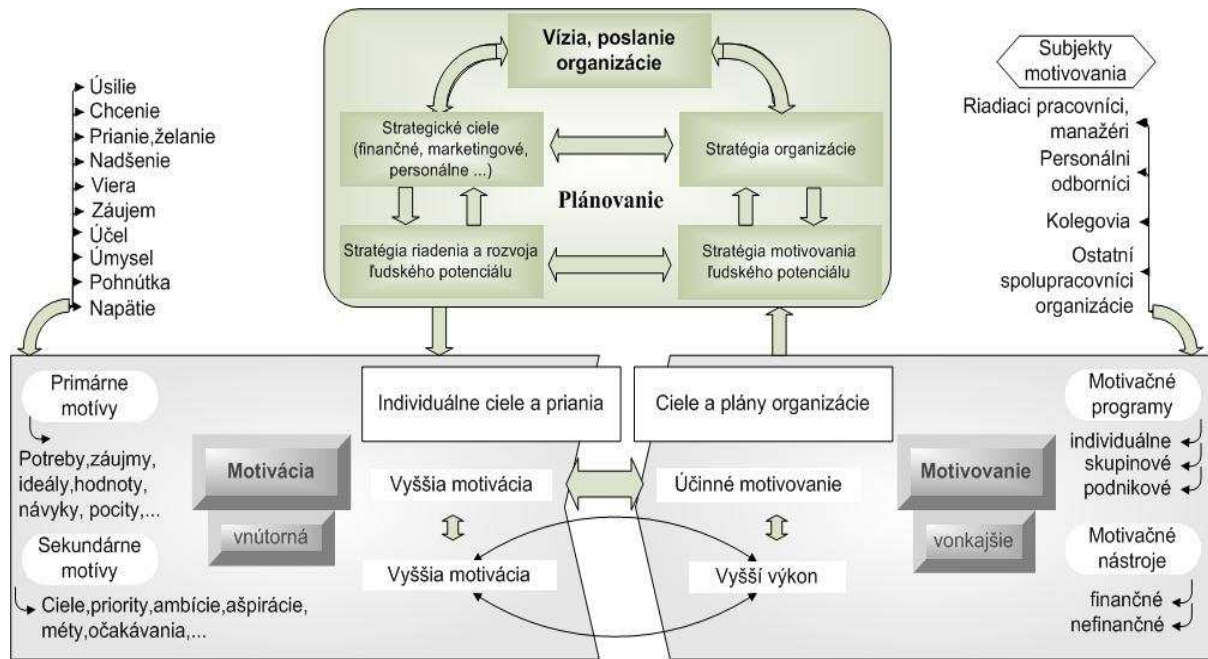 Vízia, poslanie
organizácie
Strategické ciele
(finančné, marketingové,
personálne ...)
Stratégia organizácie
Plánovanie
Stratégia riadenia a rozvoja
ľudského potenciálu
Stratégia motivovania
ľudského potenciálu
Úsilie
Chcenie
Prianie,želanie
Nadšenie
Viera
Záujem
Účel
Úmysel
Pohnútka
Napätie
Subjekty
motivovania
Riadiaci pracovníci,
manažéri
Personálni
odborníci
Kolegovia
Ostatní
spolupracovníci
organizácie
Primárne
motívy
Potreby,záujmy,
ideály,hodnoty,
návyky, pocity,...
Sekundárne
motívy
Ciele,priority,ambície,ašpirácie,
méty,očakávania,...
Motivácia
vnútorná
Individuálne ciele a priania
Vyššia motivácia
Vyššia motivácia
Ciele a plány organizácie
Účinné motivovanie
Vyšší výkon
Motivovanie
vonkajšie
Motivačné
programy
individuálne
skupinové
podnikové
Motivačné
nástroje
finančné
nefinančné